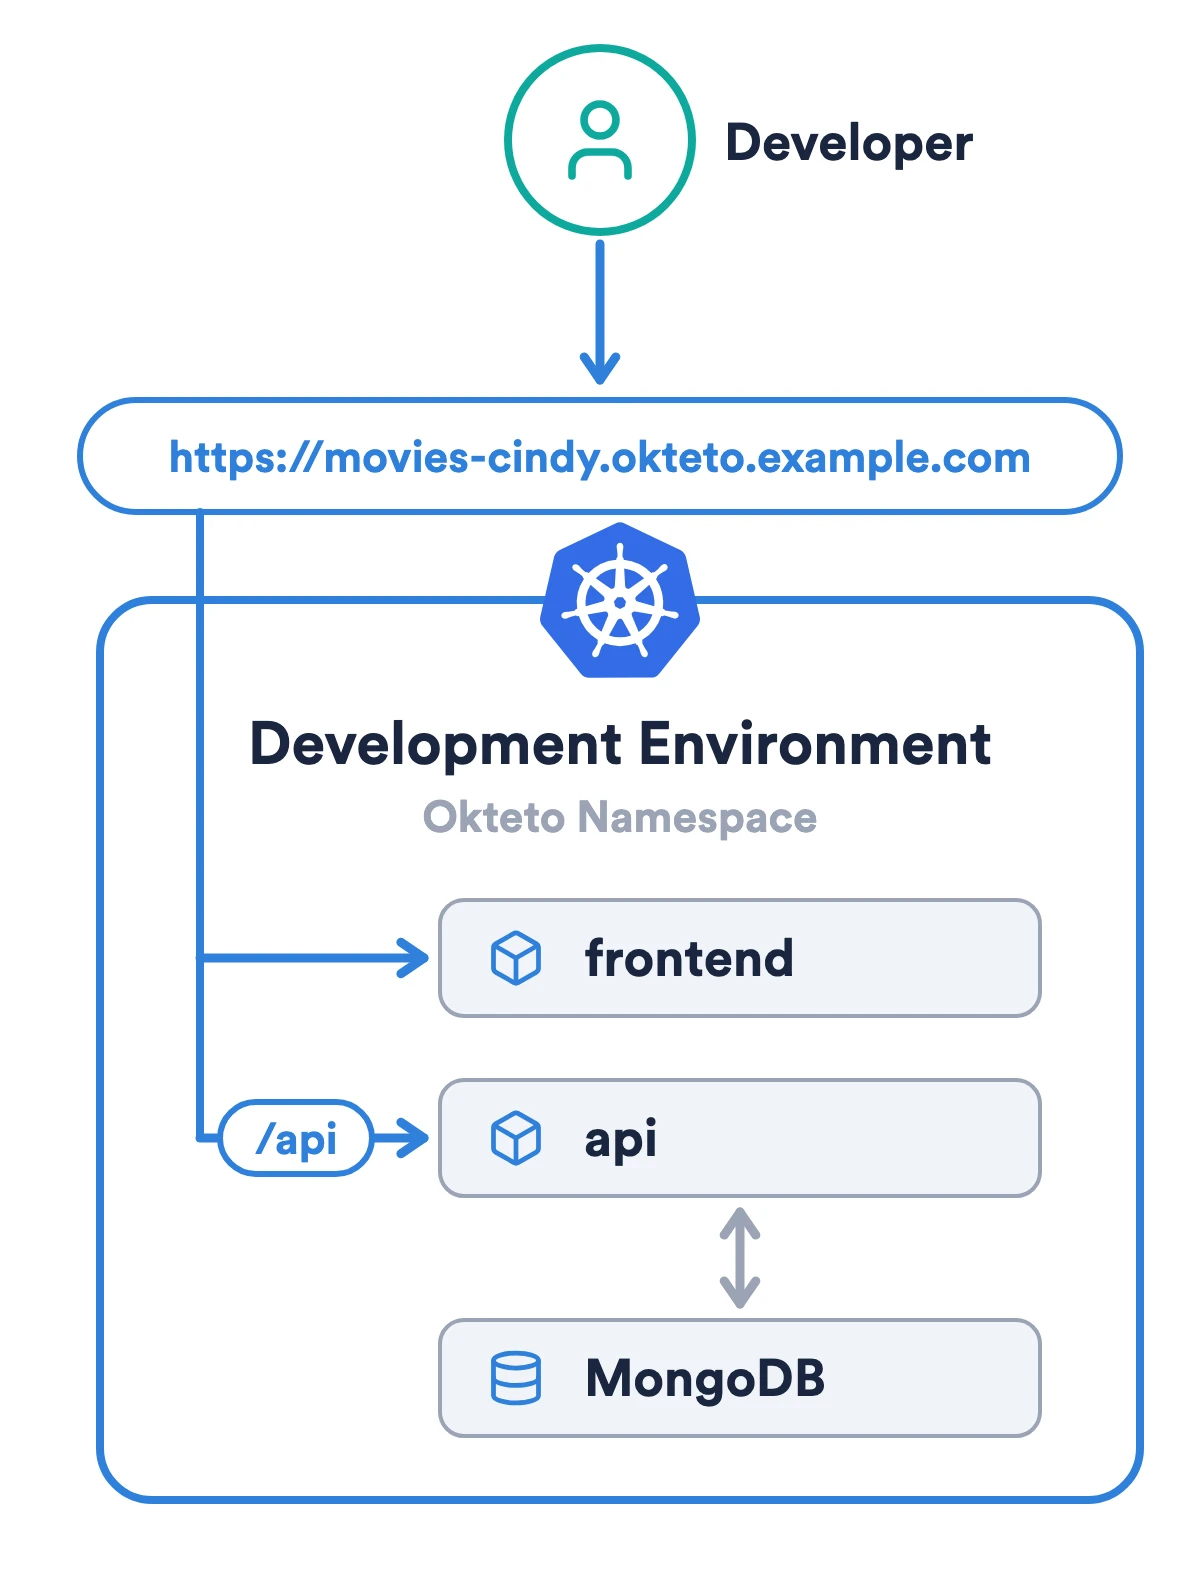 Developer
https://movies-cindy.okteto.example.com
Development Environment
Okteto Namespace
frontend
/api
api
MongoDB